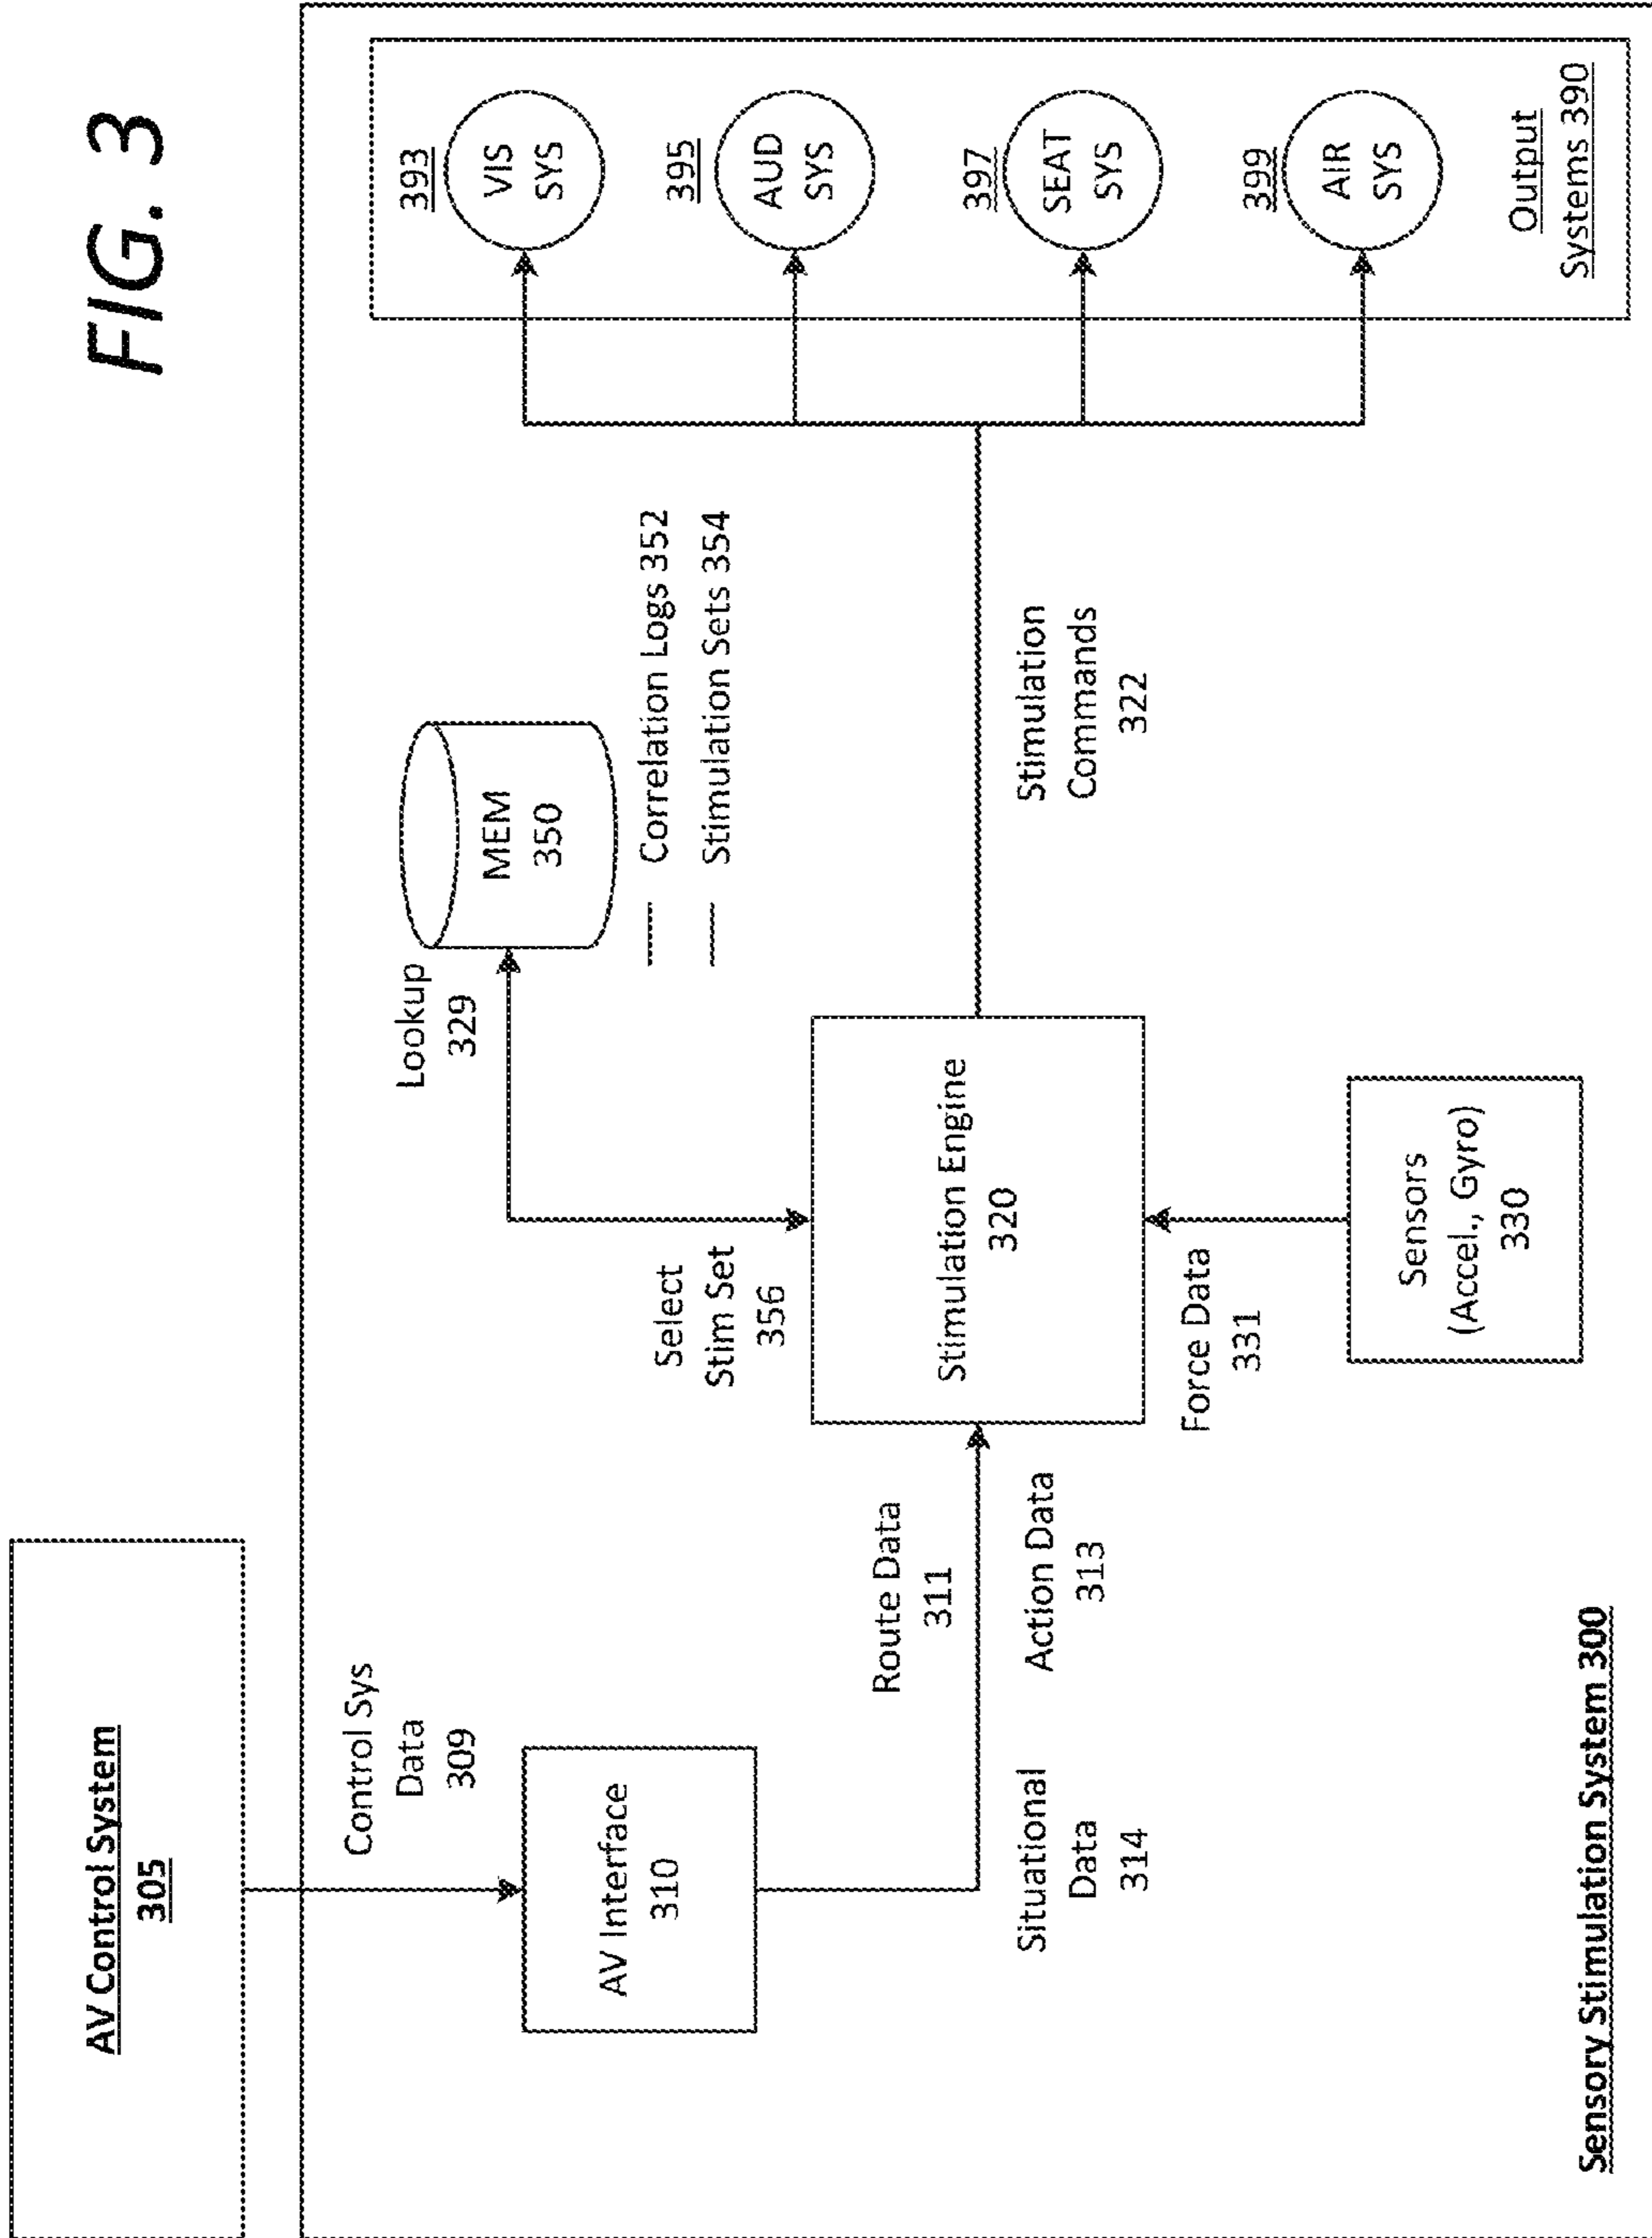 FIG. 3
AV Control System
305
Control Sys
Data
309
AV Interface
310
Route Data
311
Situational
Data
314
Action Data
313
Select
Stim Set
356
Lookup
329
MEM
350
— Correlation Logs 352
— Stimulation Sets 354
Stimulation Engine
320
Force Data
331
Sensors
(Accel., Gyro)
330
Stimulation
Commands
322
393
VIS
SYS
395
AUD
SYS
397
SEAT
SYS
399
AIR
SYS
Output
Systems 390
Sensory Stimulation System 300